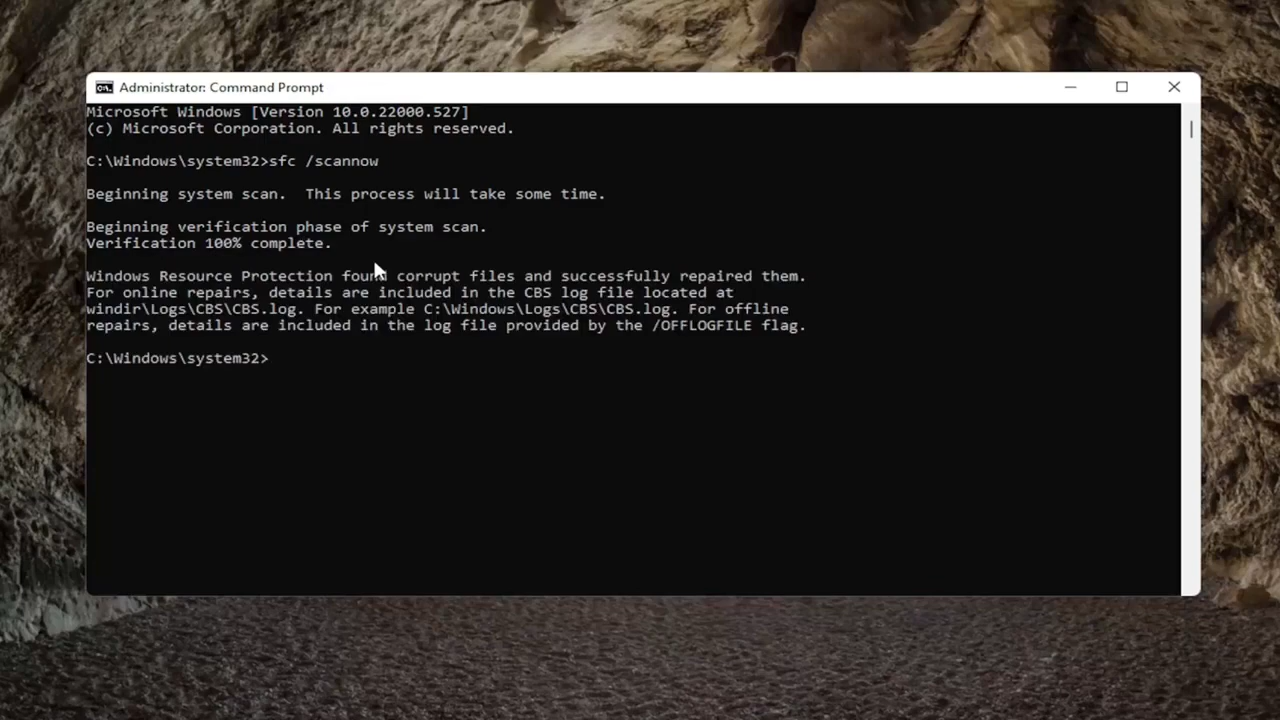 Administrator: Command Prompt
Microsoft Windows [Version 10.0.22000.527]
(c) Microsoft Corporation. All rights reserved.
C:\Windows\system32>sfc /scannow
Beginning system scan.  This process will take some time.
Beginning verification phase of system scan.
Verification 100% complete.
Windows Resource Protection found corrupt files and successfully repaired them.
For online repairs, details are included in the CBS log file located at
windir\Logs\CBS\CBS.log. For example C:\Windows\Logs\CBS\CBS.log. For offline
repairs, details are included in the log file provided by the /OFFLOGFILE flag.
C:\Windows\system32>